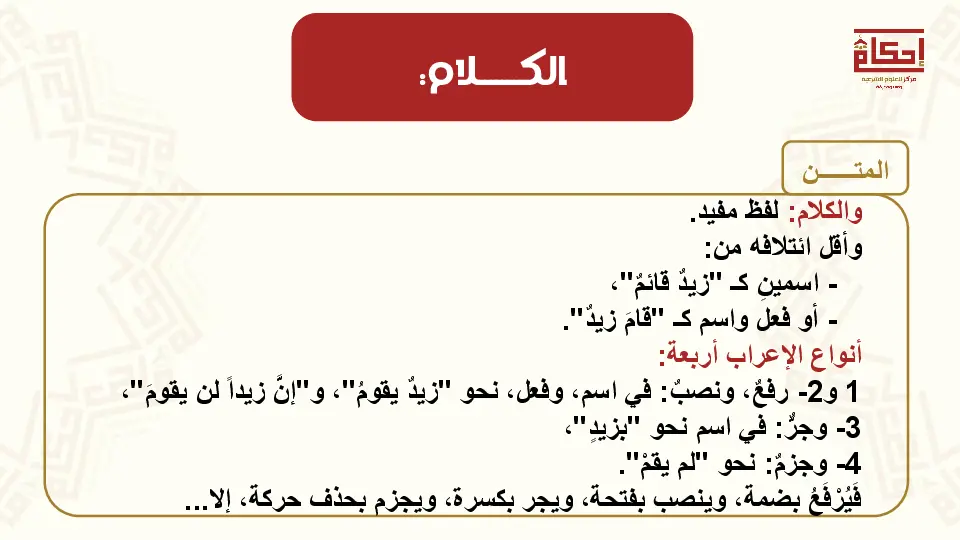 الكـــــلام:
إحكام
مركز للعلوم الشرعية
المتـــــــن
والكلام: لفظ مفيد.
وأقل ائتلافه من:
- اسمينِ كـ "زيدٌ قائمٌ"،
- أو فعل واسم كـ "قامَ زيدٌ".
أنواع الإعراب أربعة:
1 و2- رفعٌ، ونصبٌ: في اسم، وفعل، نحو "زيدٌ يقومُ"، و"إنَّ زيداً لن يقومَ"،
3- وجرٌّ: في اسم نحو "بزيدٍ"،
4- وجزمٌ: نحو "لم يقمْ".
فَيُرْفَعُ بضمة، وينصب بفتحة، ويجر بكسرة، ويجزم بحذف حركة، إلا...